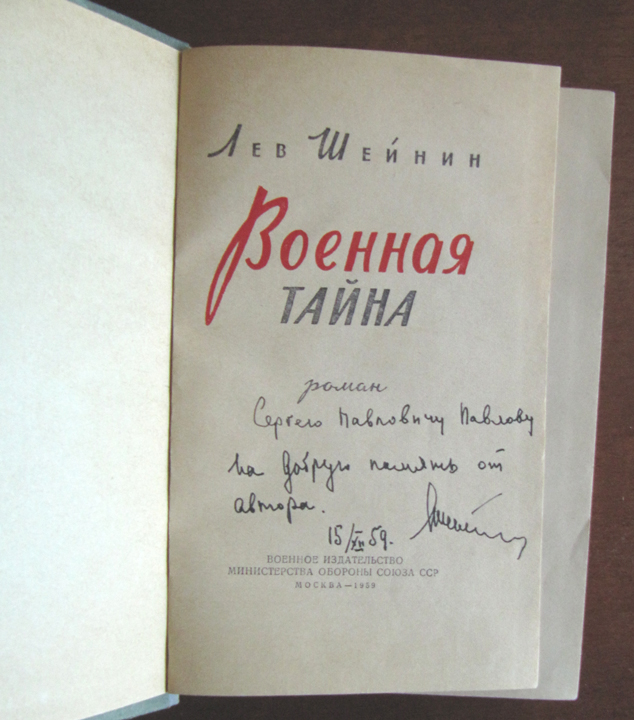 Лев Шейнин
Военная
ТАЙНА
роман
Сергею Павловичу Павлову
На добрую память от
автора.
15/XII 59.
ВОЕННОЕ ИЗДАТЕЛЬСТВО
МИНИСТЕРСТВА ОБОРОНЫ СОЮЗА ССР
МОСКВА—1959